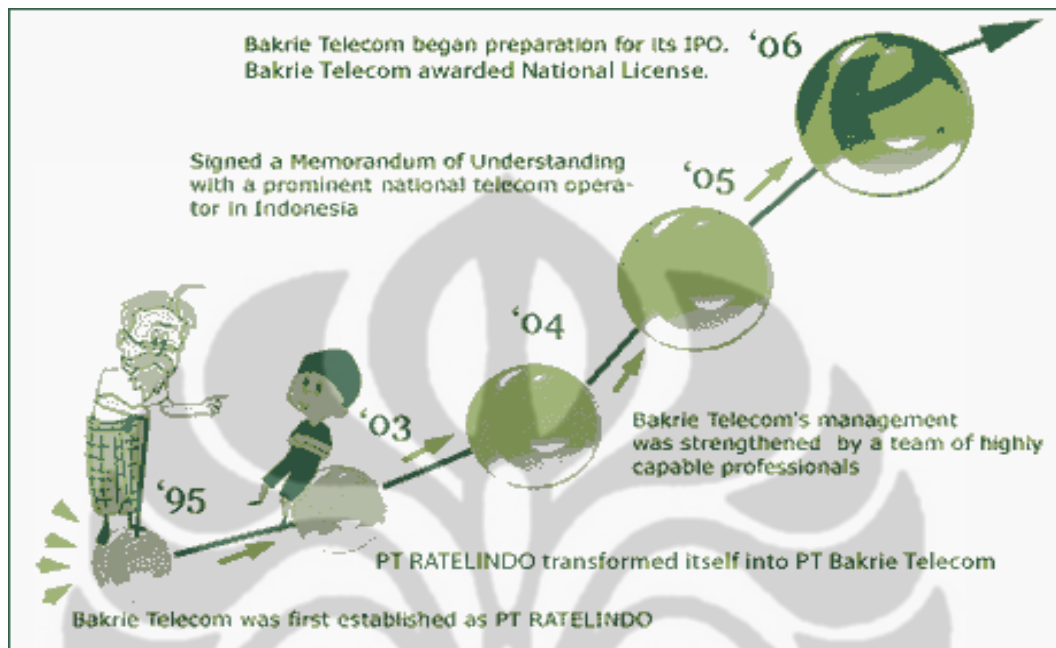 Bakrie Telecom began preparation for its IPO.
Bakrie Telecom awarded National License.
‘06
Signed a Memorandum of Understanding
with a prominent national telecom opera-
tor in Indonesia
‘05
‘04
Bakrie Telecom's management
was strengthened by a team of highly
capable professionals
‘03
‘95
PT RATELINDO transformed itself into PT Bakrie Telecom
Bakrie Telecom was first established as PT RATELINDO